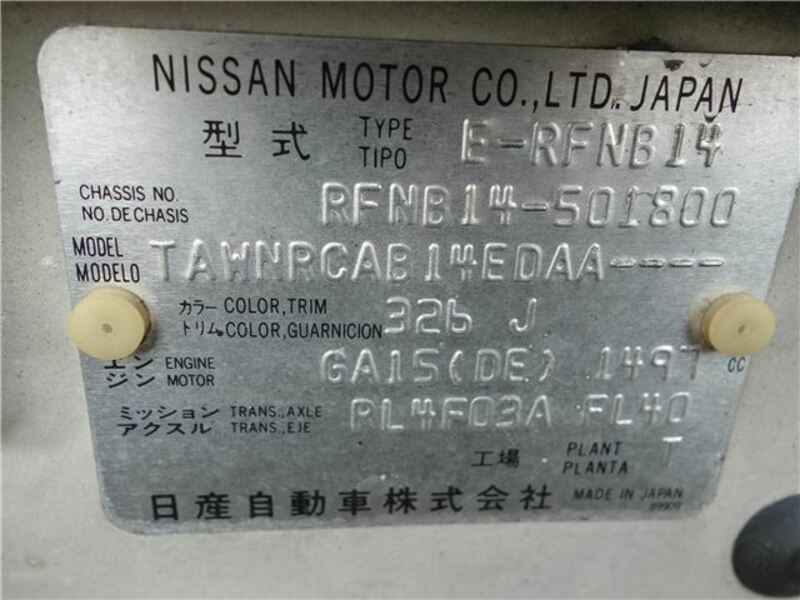 NISSAN MOTOR CO.,LTD. JAPAN
型式 TYPE TIPO E-RFNB14
CHASSIS NO. NO. DE CHASIS RFNB14-501800
MODEL MODELO TAWNRCAB14EDAA----
カラー COLOR, TRIM
トリム COLOR, GUARNICION 326 J
エン ENGINE
ジン MOTOR GA15(DE) 1497 CC
ミッション TRANS., AXLE
アクスル TRANS., EJE RL4F03A FL40
工場 PLANT PLANTA T
日産自動車株式会社 MADE IN JAPAN